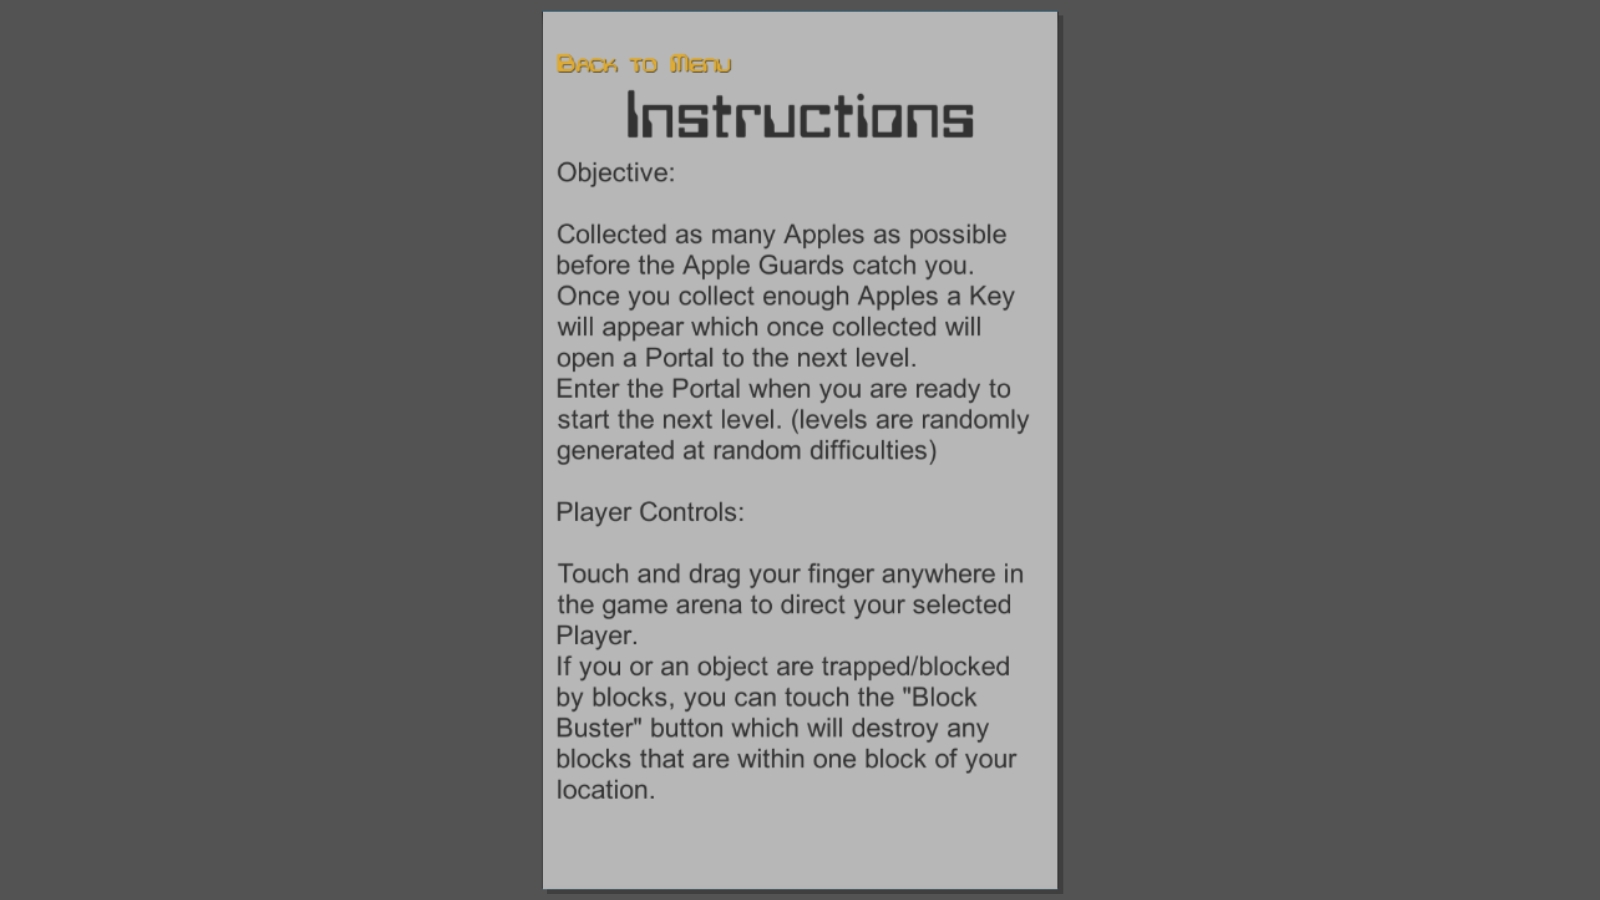 Back to Menu
Instructions
Objective:
Collected as many Apples as possible
before the Apple Guards catch you.
Once you collect enough Apples a Key
will appear which once collected will
open a Portal to the next level.
Enter the Portal when you are ready to
start the next level. (levels are randomly
generated at random difficulties)
Player Controls:
Touch and drag your finger anywhere in
the game arena to direct your selected
Player.
If you or an object are trapped/blocked
by blocks, you can touch the "Block
Buster" button which will destroy any
blocks that are within one block of your
location.